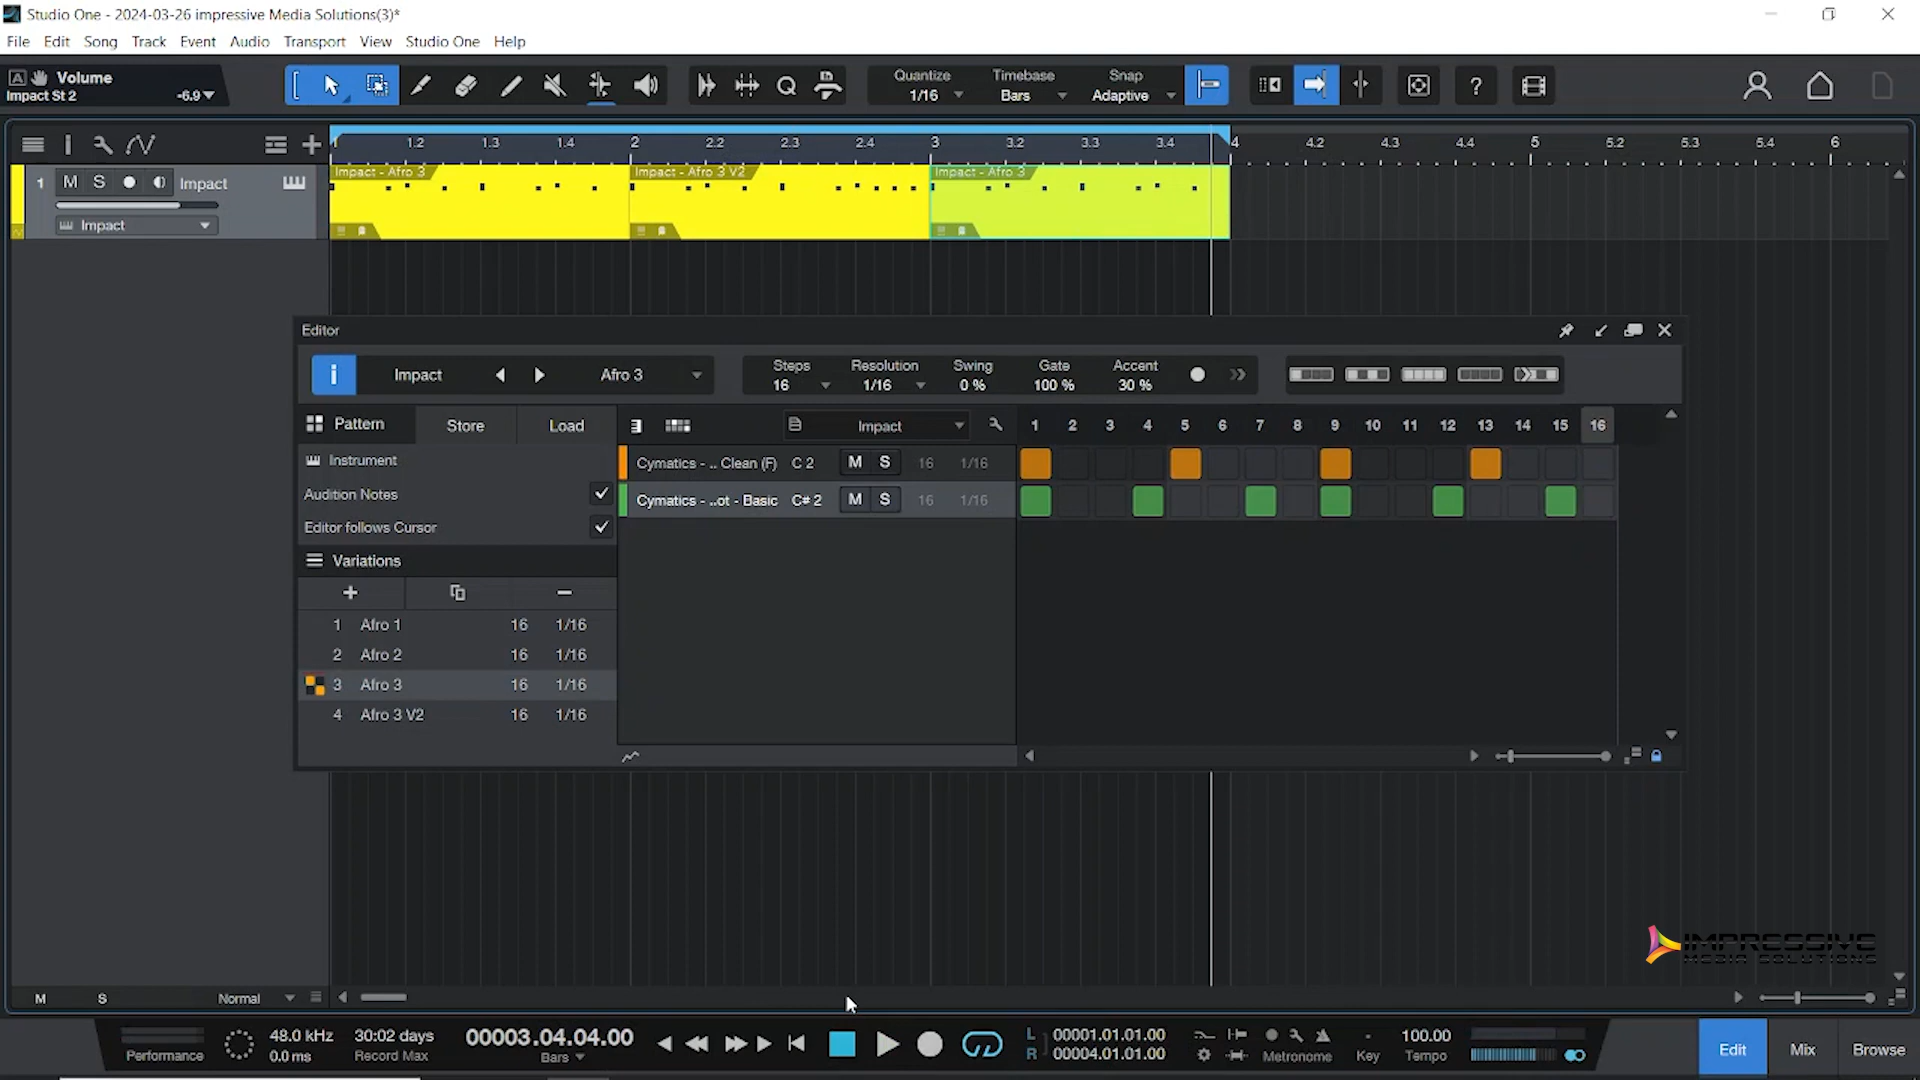 Studio One - 2024-03-26 impressive Media Solutions(3)*
File Edit Song Track Event Audio Transport View Studio One Help
A Volume
Impact St 2 -6.9
Quantize 1/16
Timebase Bars
Snap Adaptive
Q ?
1 1.2 1.3 1.4 2 2.2 2.3 2.4 3 3.2 3.3 3.4 4 4.2 4.3 4.4 5 5.2 5.3 5.4 6
1 M S Impact
Impact
Impact - Afro 3
Impact - Afro 3 V2
Impact - Afro 3
Editor
i Impact Afro 3
Steps 16
Resolution 1/16
Swing 0 %
Gate 100 %
Accent 30 %
Pattern Store Load
Impact
1 2 3 4 5 6 7 8 9 10 11 12 13 14 15 16
Instrument
Cymatics - .. Clean (F) C 2 M S 16 1/16
Audition Notes
Cymatics - ..ot - Basic C# 2 M S 16 1/16
Editor follows Cursor
Variations
1 Afro 1 16 1/16
2 Afro 2 16 1/16
3 Afro 3 16 1/16
4 Afro 3 V2 16 1/16
IMPRESSIVE
MEDIA SOLUTIONS
M S Normal
Performance
48.0 kHz
0.0 ms
30:02 days
Record Max
00003.04.04.00
Bars
L 00001.01.01.00
R 00004.01.01.00
Metronome
-
Key
100.00
Tempo
Edit Mix Browse